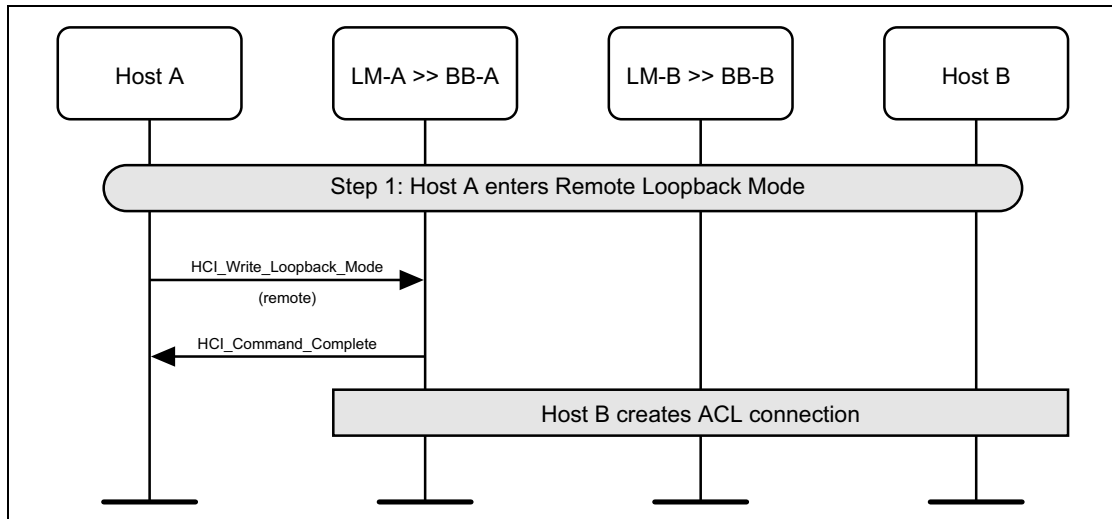 Host A
LM-A >> BB-A
LM-B >> BB-B
Host B
Step 1: Host A enters Remote Loopback Mode
HCI_Write_Loopback_Mode
(remote)
HCI_Command_Complete
Host B creates ACL connection